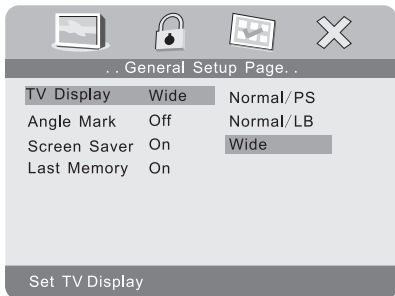 . . General Setup Page. .
TV Display Wide Normal/PS
Angle Mark Off Normal/LB
Screen Saver On Wide
Last Memory On
Set TV Display